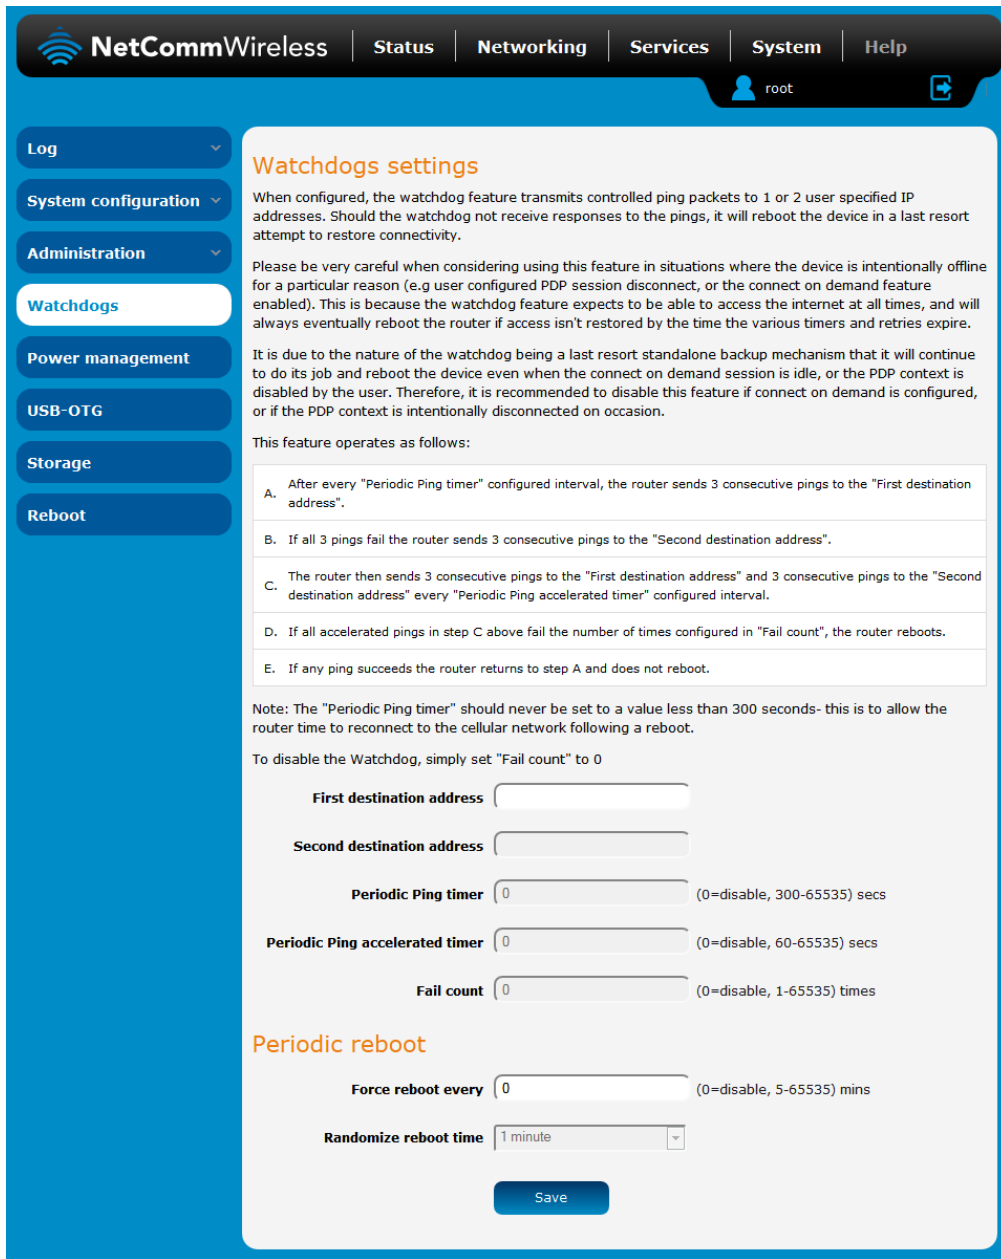 NetCommWireless
Status
Networking
Services
System
Help
root
Log
System configuration
Administration
Watchdogs
Power management
USB-OTG
Storage
Reboot
Watchdogs settings
When configured, the watchdog feature transmits controlled ping packets to 1 or 2 user specified IP
addresses. Should the watchdog not receive responses to the pings, it will reboot the device in a last resort
attempt to restore connectivity.
Please be very careful when considering using this feature in situations where the device is intentionally offline
for a particular reason (e.g user configured PDP session disconnect, or the connect on demand feature
enabled). This is because the watchdog feature expects to be able to access the internet at all times, and will
always eventually reboot the router if access isn't restored by the time the various timers and retries expire.
It is due to the nature of the watchdog being a last resort standalone backup mechanism that it will continue
to do its job and reboot the device even when the connect on demand session is idle, or the PDP context is
disabled by the user. Therefore, it is recommended to disable this feature if connect on demand is configured,
or if the PDP context is intentionally disconnected on occasion.
This feature operates as follows:
A. After every "Periodic Ping timer" configured interval, the router sends 3 consecutive pings to the "First destination
address".
B. If all 3 pings fail the router sends 3 consecutive pings to the "Second destination address".
C. The router then sends 3 consecutive pings to the "First destination address" and 3 consecutive pings to the "Second
destination address" every "Periodic Ping accelerated timer" configured interval.
D. If all accelerated pings in step C above fail the number of times configured in "Fail count", the router reboots.
E. If any ping succeeds the router returns to step A and does not reboot.
Note: The "Periodic Ping timer" should never be set to a value less than 300 seconds- this is to allow the
router time to reconnect to the cellular network following a reboot.
To disable the Watchdog, simply set "Fail count" to 0
First destination address
Second destination address
Periodic Ping timer 0 (0=disable, 300-65535) secs
Periodic Ping accelerated timer 0 (0=disable, 60-65535) secs
Fail count 0 (0=disable, 1-65535) times
Periodic reboot
Force reboot every 0 (0=disable, 5-65535) mins
Randomize reboot time 1 minute
Save